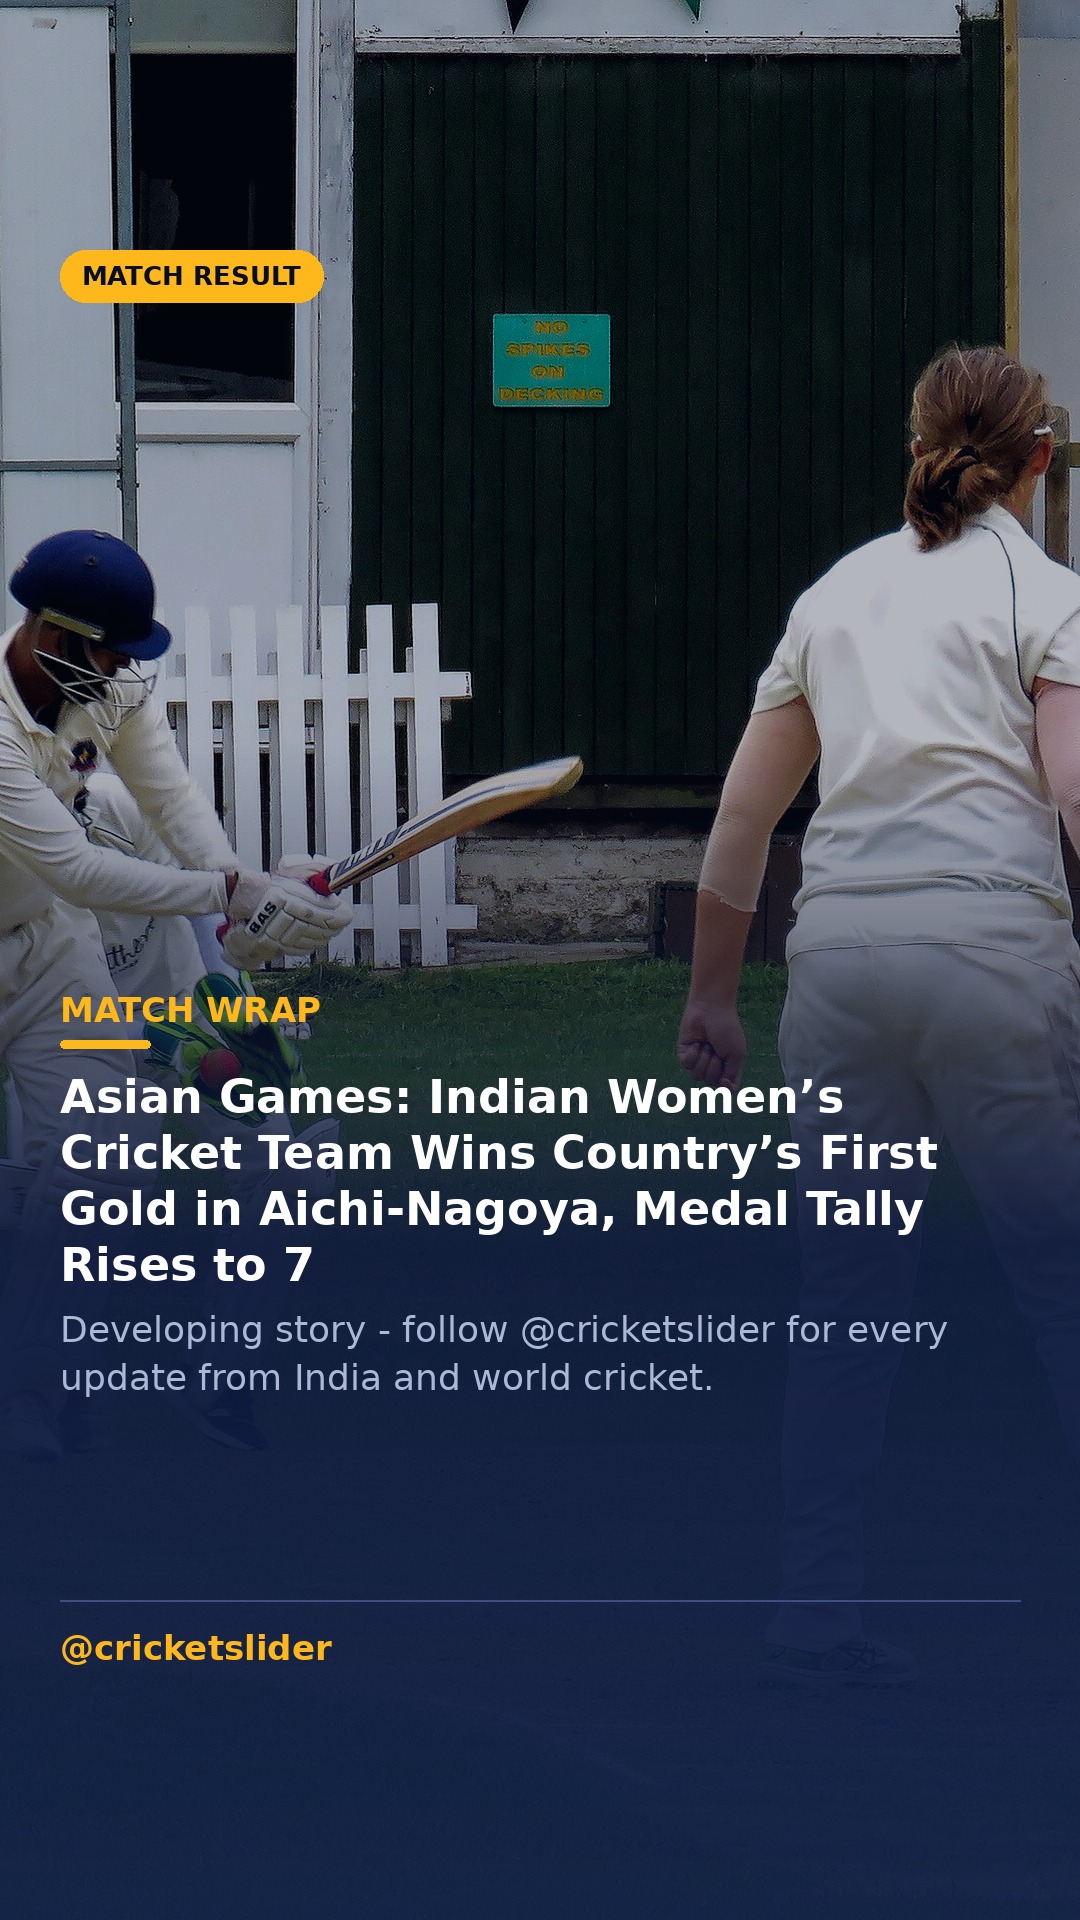 MATCH RESULT
NO
SPIKES
ON
DECKING
BAS
MATCH WRAP
Asian Games: Indian Women’s
Cricket Team Wins Country’s First
Gold in Aichi-Nagoya, Medal Tally
Rises to 7
Developing story - follow @cricketslider for every
update from India and world cricket.
@cricketslider